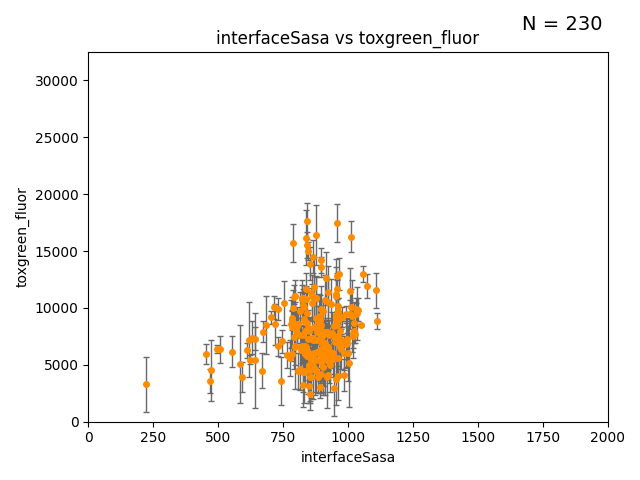 N = 230
interfaceSasa vs toxgreen_fluor
toxgreen_fluor
30000
25000
20000
15000
10000
5000
0
0 250 500 750 1000 1250 1500 1750 2000
interfaceSasa